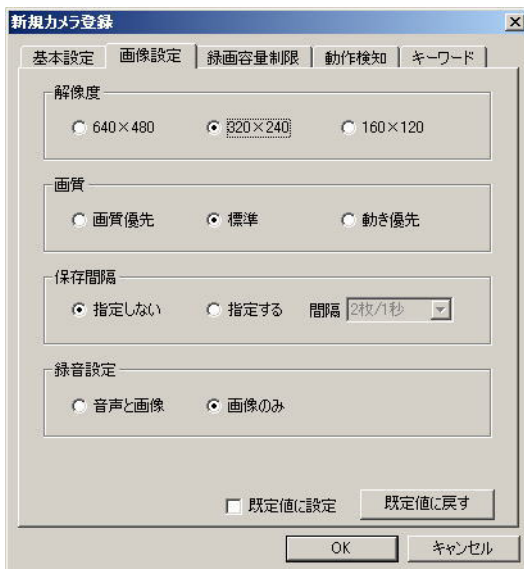 新規カメラ登録
基本設定 画像設定 録画容量制限 動作検知 キーワード
解像度
640×480 320×240 160×120
画質
画質優先 標準 動き優先
保存間隔
指定しない 指定する 間隔 2枚/1秒
録音設定
音声と画像 画像のみ
既定値に設定 既定値に戻す
OK キャンセル